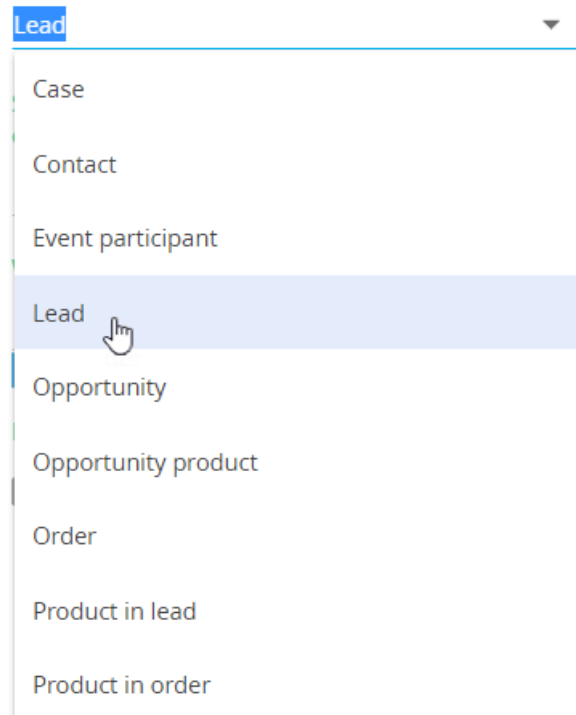 Lead
Case
Contact
Event participant
Lead
Opportunity
Opportunity product
Order
Product in lead
Product in order